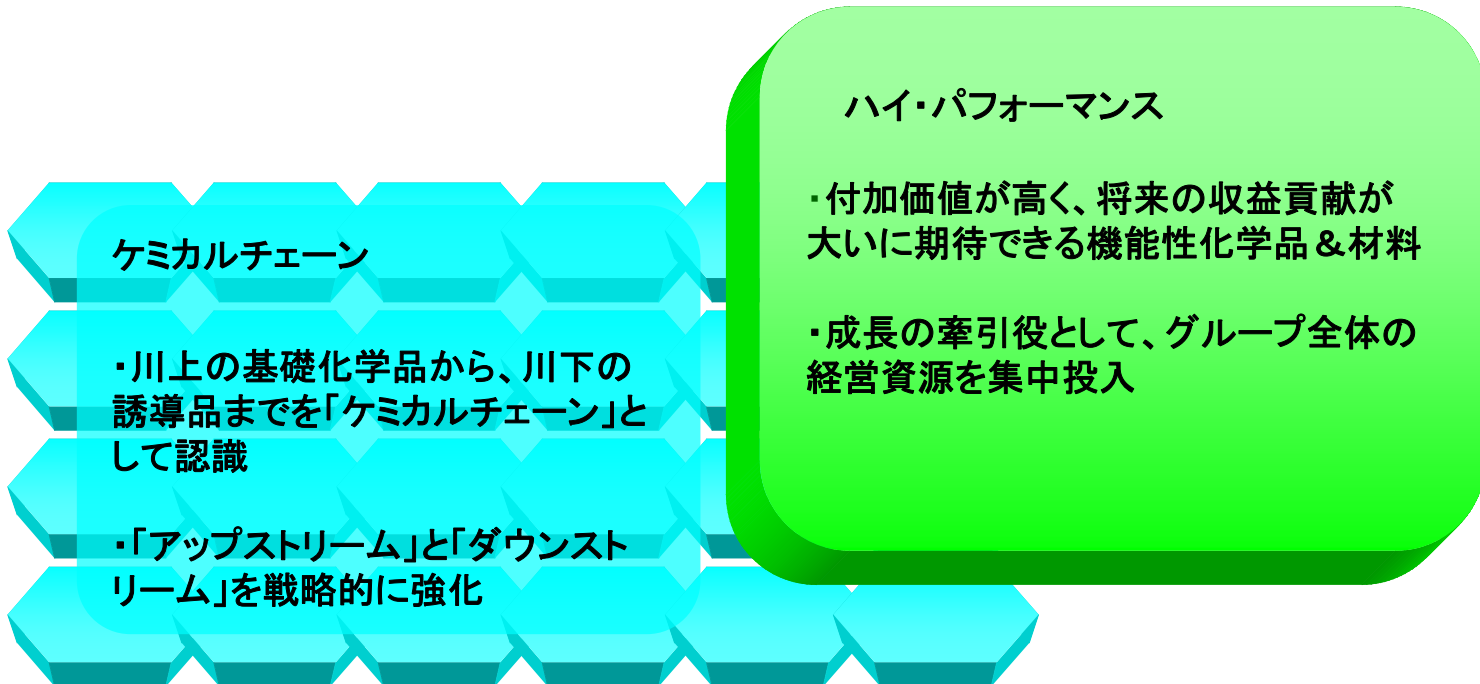 ケミカルチェーン
・川上の基礎化学品から、川下の
誘導品までを「ケミカルチェーン」と
して認識
・「アップストリーム」と「ダウンスト
リーム」を戦略的に強化
ハイ・パフォーマンス
・付加価値が高く、将来の収益貢献が
大いに期待できる機能性化学品＆材料
・成長の牽引役として、グループ全体の
経営資源を集中投入